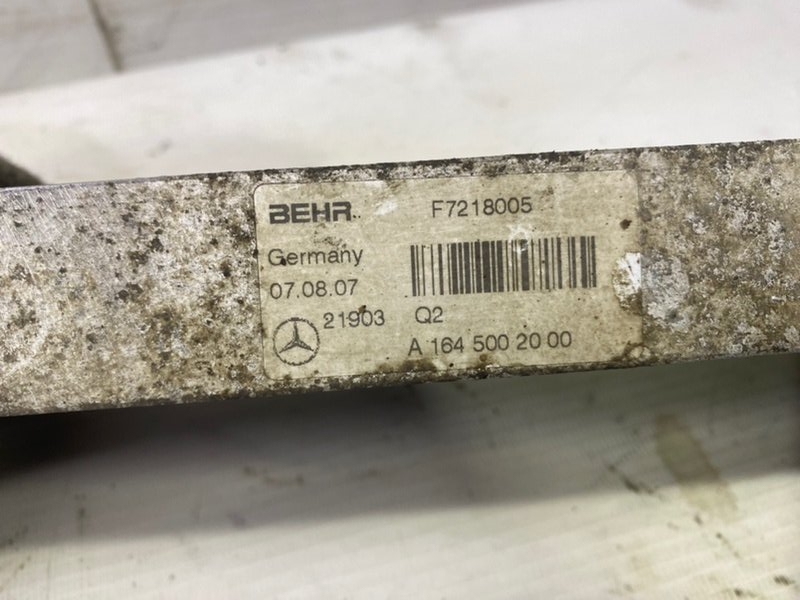 BEHR F7218005
Germany
07.08.07
21903 Q2
A 164 500 20 00